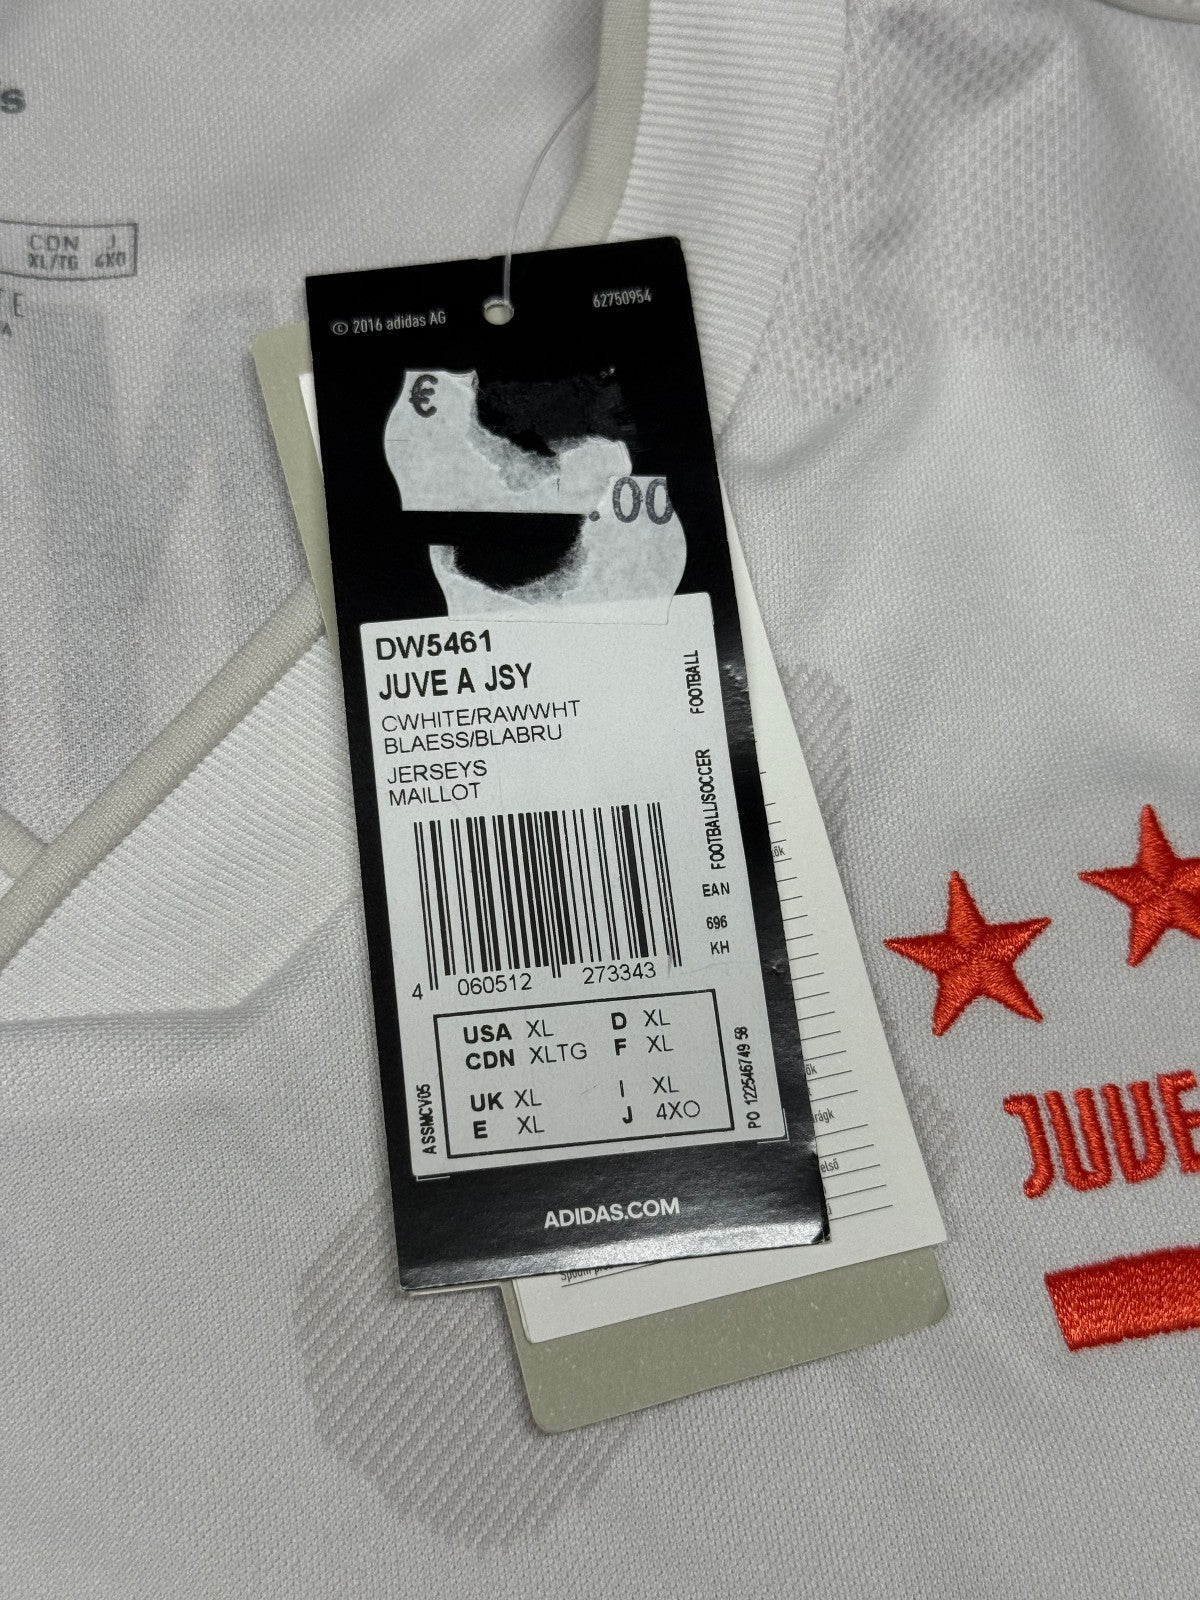 CDN J
XL/TG 4XO
© 2016 adidas AG
62750954
€
.00
DW5461
JUVE A JSY
CWHITE/RAWWHT
BLAESS/BLABRU
JERSEYS
MAILLOT
FOOTBALL
FOOTBALL/SOCCER
EAN
696
KH
4 060512 273343
USA XL D XL
CDN XLTG F XL
UK XL I XL
E XL J 4XO
ASSMCV05
PO 122546749 58
ADIDAS.COM
JUVE